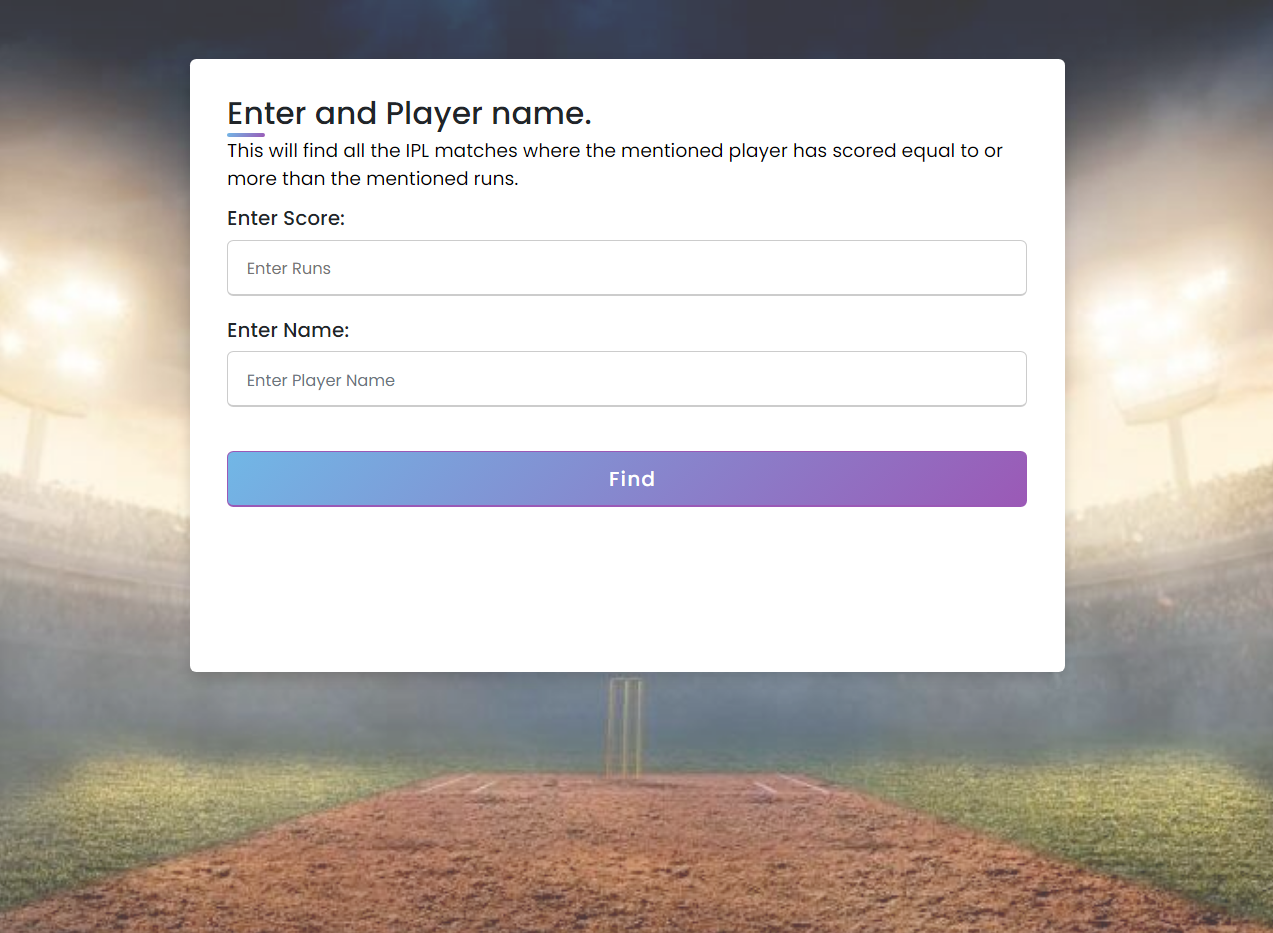 Enter and Player name.
This will find all the IPL matches where the mentioned player has scored equal to or
more than the mentioned runs.
Enter Score:
Enter Runs
Enter Name:
Enter Player Name
Find